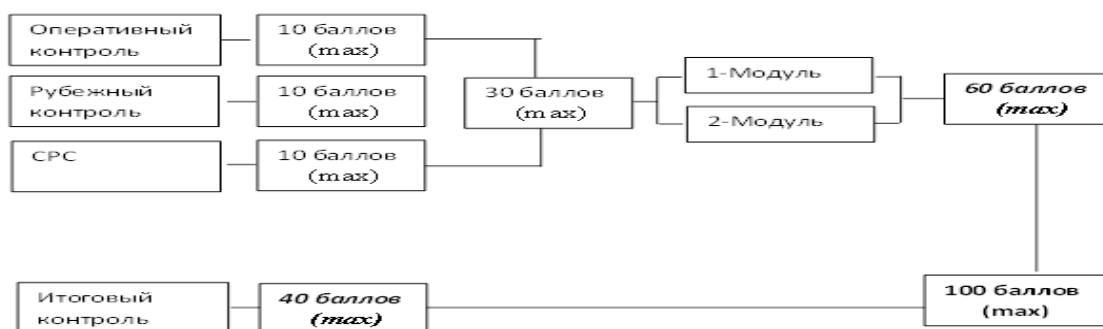 Оперативный
контроль
10 баллов
(max)
Рубежный
контроль
10 баллов
(max)
СРС
10 баллов
(max)
30 баллов
(max)
1-Модуль
2-Модуль
60 баллов
(max)
Итоговый
контроль
40 баллов
(max)
100 баллов
(max)